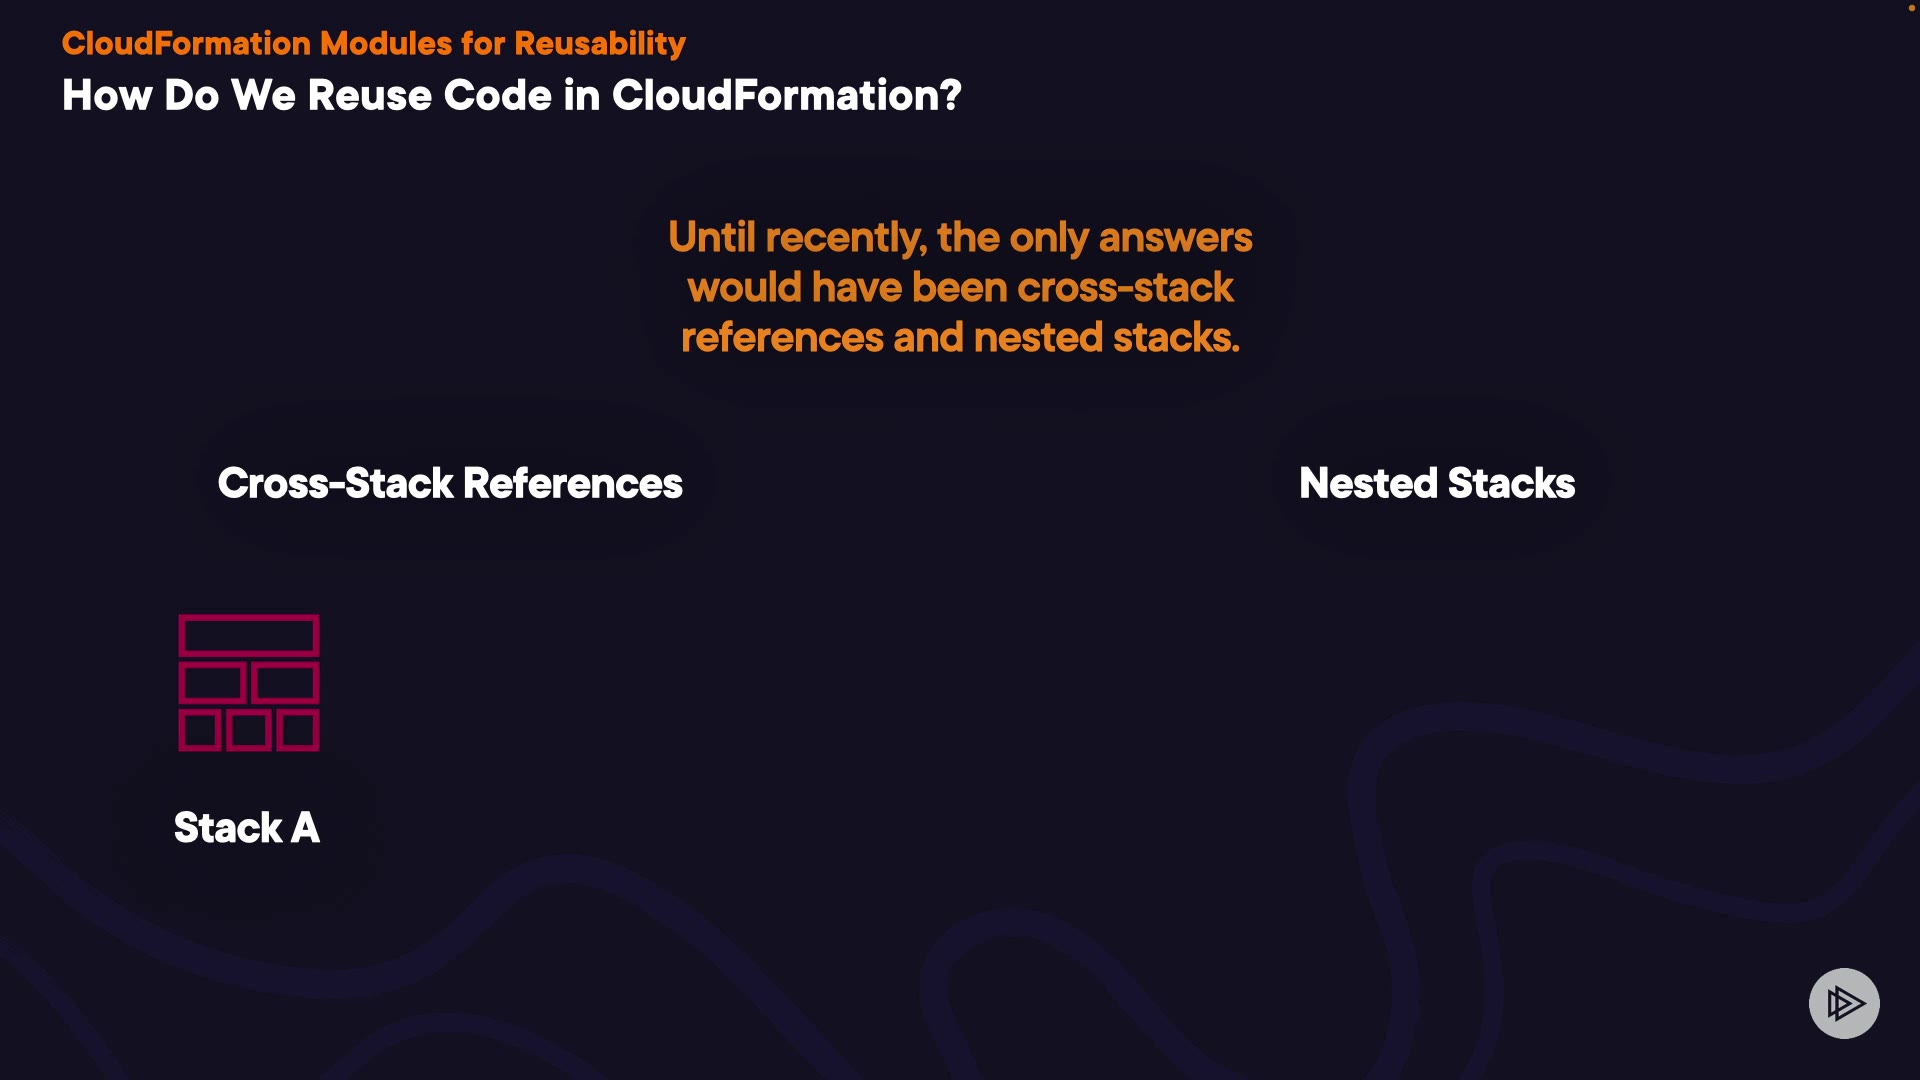 CloudFormation Modules for Reusability
How Do We Reuse Code in CloudFormation?
Until recently, the only answers
would have been cross-stack
references and nested stacks.
Cross-Stack References
Nested Stacks
Stack A